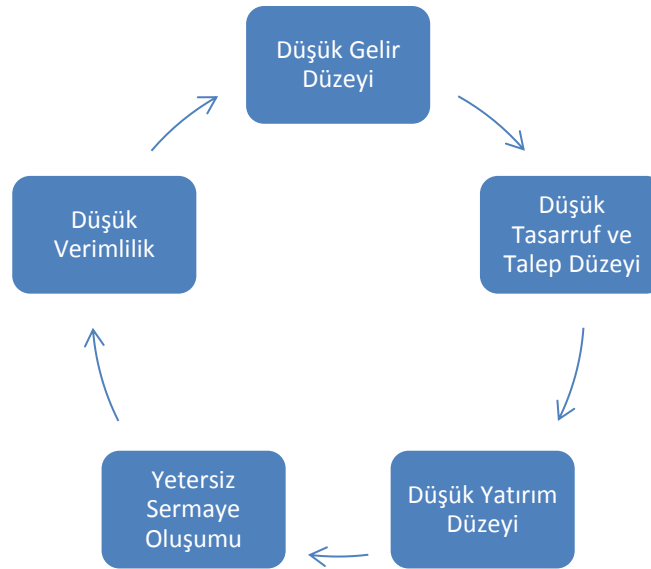 Düşük Gelir
Düzeyi
Düşük
Tasarruf ve
Talep Düzeyi
Düşük Yatırım
Düzeyi
Yetersiz
Sermaye
Oluşumu
Düşük
Verimlilik